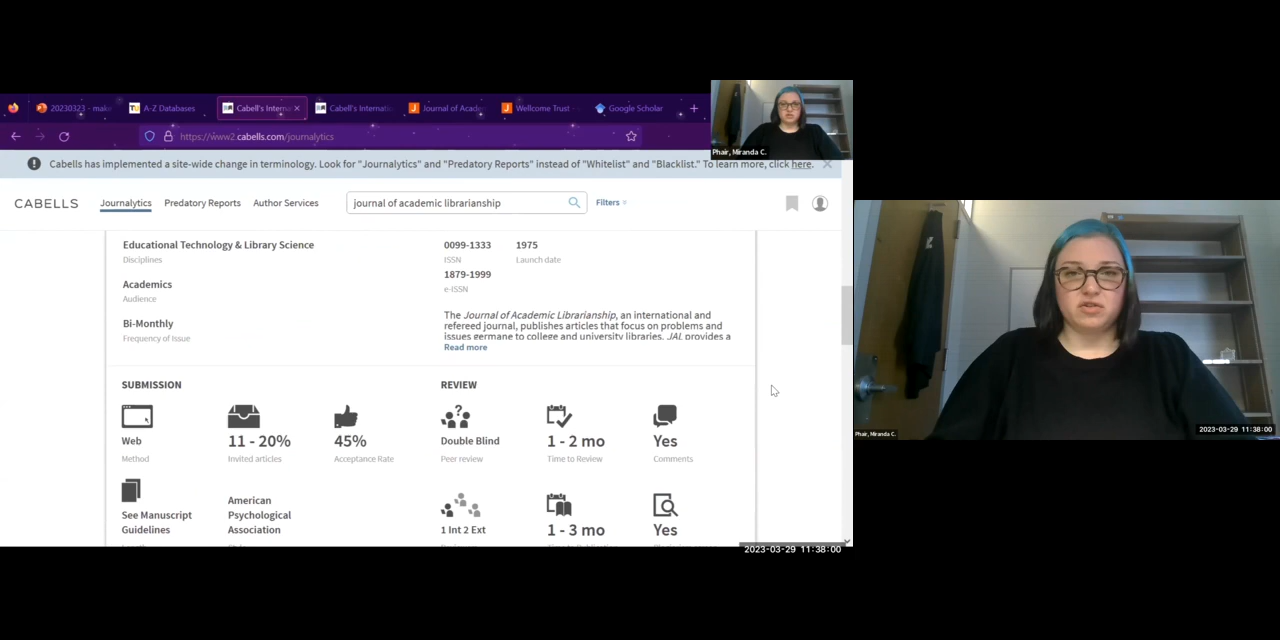 20230323 - make
A-Z Databases
Cabell's Interna
Cabell's Internatio
Journal of Acade
Wellcome Trust -
Google Scholar
https://www2.cabells.com/journalytics
Phair, Miranda C.
Cabells has implemented a site-wide change in terminology. Look for "Journalytics" and "Predatory Reports" instead of "Whitelist" and "Blacklist." To learn more, click here.
CABELLS
Journalytics
Predatory Reports
Author Services
journal of academic librarianship
Filters
Educational Technology & Library Science
Disciplines
Academics
Audience
Bi-Monthly
Frequency of Issue
0099-1333
ISSN
1975
Launch date
1879-1999
e-ISSN
The Journal of Academic Librarianship, an international and
refereed journal, publishes articles that focus on problems and
issues germane to college and university libraries. JAL provides a
Read more
SUBMISSION
Web
Method
11 - 20%
Invited articles
45%
Acceptance Rate
See Manuscript
Guidelines
American
Psychological
Association
REVIEW
Double Blind
Peer review
1 - 2 mo
Time to Review
Yes
Comments
1 Int 2 Ext
1 - 3 mo
Yes
2023-03-29 11:38:00
Phair, Miranda C.
2023-03-29 11:38:00